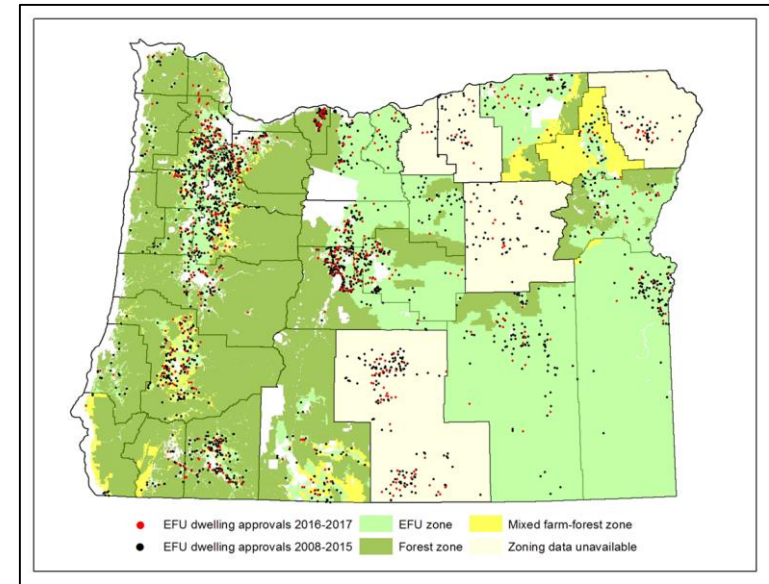 EFU dwelling approvals 2016-2017 EFU zone Mixed farm-forest zone
EFU dwelling approvals 2008-2015 Forest zone Zoning data unavailable